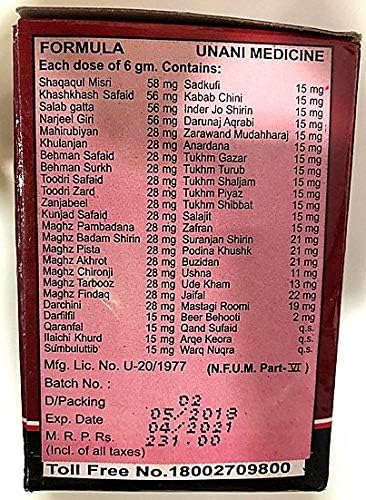 FORMULA UNANI MEDICINE
Each dose of 6 gm. Contains:
Shaqaqul Misri 58 mg Sadkufi 15 mg
Khashkhash Safaid 56 mg Kabab Chini 15 mg
Salab gatta 56 mg Inder Jo Shirin 15 mg
Narjeel Giri 56 mg Darunaj Aqrabi 15 mg
Mahirubiyan 28 mg Zarawand Mudahharaj 15 mg
Khulanjan 28 mg Anardana 15 mg
Behman Safaid 28 mg Tukhm Gazar 15 mg
Behman Surkh 28 mg Tukhm Turub 15 mg
Toodri Safaid 28 mg Tukhm Shaljam 15 mg
Toodri Zard 28 mg Tukhm Piyaz 15 mg
Zanjabeel 28 mg Tukhm Shibbat 15 mg
Kunjad Safaid 28 mg Salajit 15 mg
Maghz Pambadana 28 mg Zafran 15 mg
Maghz Badam Shirin 28 mg Suranjan Shirin 21 mg
Maghz Pista 28 mg Podina Khushk 21 mg
Maghz Akhrot 28 mg Buzidan 21 mg
Maghz Chironji 28 mg Ushna 11 mg
Maghz Tarbooz 28 mg Ude Kham 13 mg
Maghz Findaq 28 mg Jaifal 22 mg
Darchini 28 mg Mastagi Roomi 19 mg
Darfilfil 15 mg Beer Behooti 2 mg
Qaranfal 15 mg Qand Sufaid q.s.
Ilaichi Khurd 15 mg Arqe Keora q.s.
Sumbuluttib 15 mg Warq Nuqra q.s.
Mfg. Lic. No. U-20/1977 (N.F.U.M. Part-VI)
Batch No. :
D/Packing 02
Exp. Date 05/2018
04/2021
M. R. P. Rs. 231.00
(Incl. of all taxes)
Toll Free No.18002709800